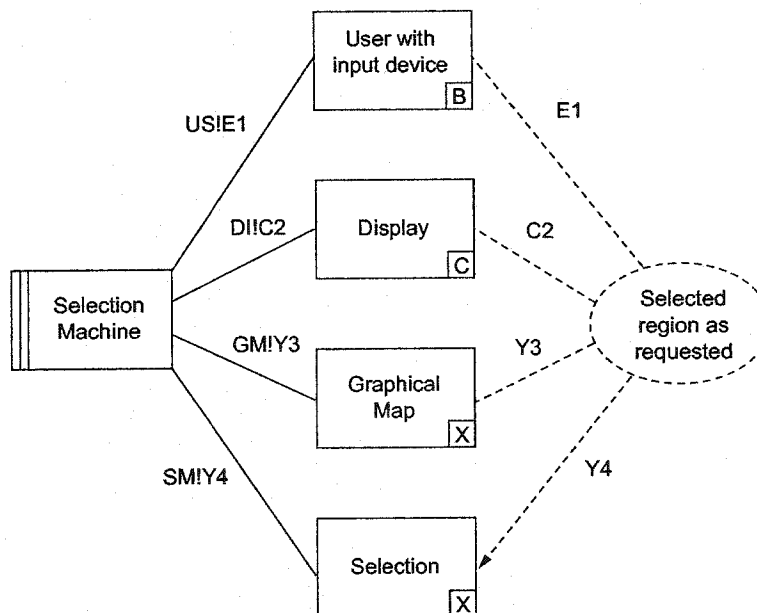 User with
input device
B
US!E1
E1
DI!C2
Display
C
C2
Selection
Machine
Selected
region as
requested
GM!Y3
Y3
Graphical
Map
X
SM!Y4
Y4
Selection
X